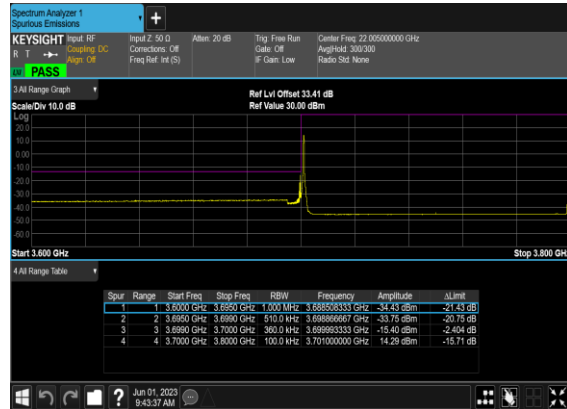 Spectrum Analyzer 1
Spurious Emissions
+
KEYSIGHT Input: RF Input Z: 50 Ω Atten: 20 dB Trig: Free Run Center Freq: 22.005000000 GHz
R T Coupling: DC Corrections: Off Gate: Off Avg|Hold: 300/300
Align: Off Freq Ref: Int (S) IF Gain: Low Radio Std: None
PASS
3 All Range Graph
Ref Lvl Offset 33.41 dB
Scale/Div 10.0 dB Ref Value 30.00 dBm
Log
20.0
10.0
0.00
-10.0
-20.0
-30.0
-40.0
-50.0
-60.0
Start 3.600 GHz Stop 3.800 GH
4 All Range Table
Spur Range Start Freq Stop Freq RBW Frequency Amplitude ΔLimit
1 1 3.6000 GHz 3.6950 GHz 1.000 MHz 3.688508333 GHz -34.43 dBm -21.43 dB
2 2 3.6950 GHz 3.6990 GHz 510.0 kHz 3.698866667 GHz -33.75 dBm -20.75 dB
3 3 3.6990 GHz 3.7000 GHz 360.0 kHz 3.699993333 GHz -15.40 dBm -2.404 dB
4 4 3.7000 GHz 3.8000 GHz 100.0 kHz 3.701000000 GHz 14.29 dBm -15.71 dB
? Jun 01, 2023
9:43:37 AM